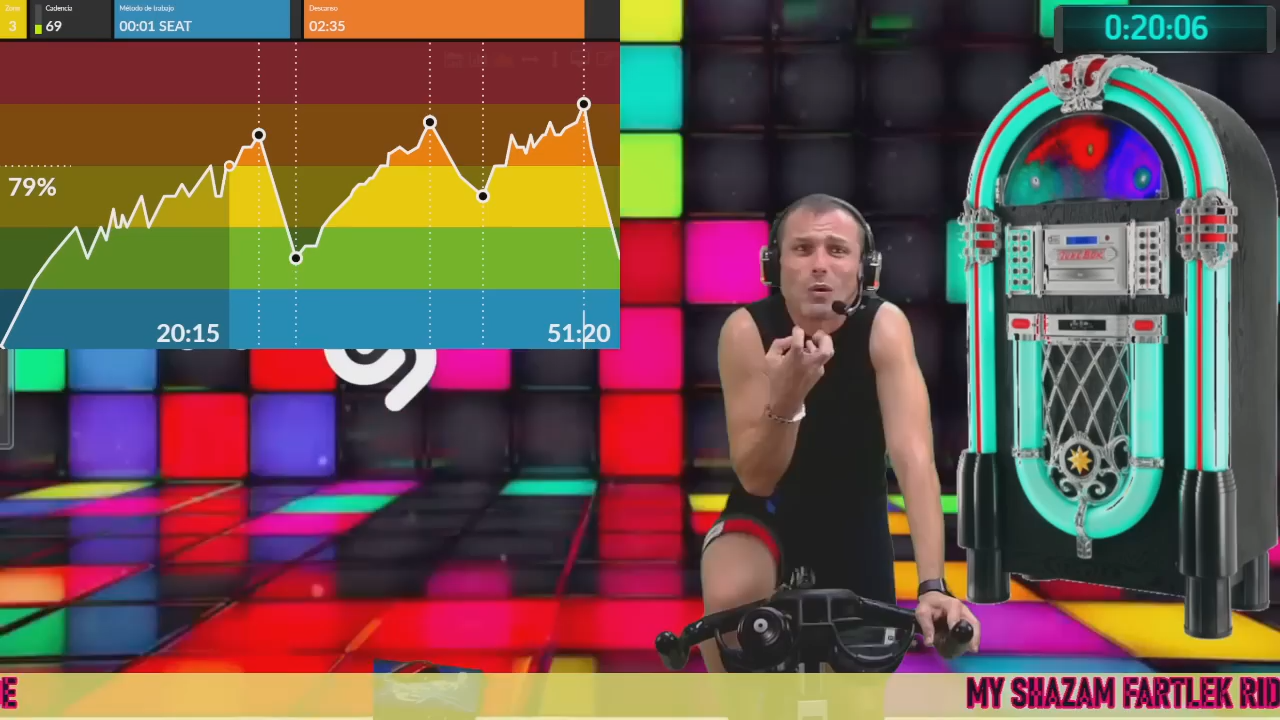 Zona
3
Cadencia
69
Método de trabajo
00:01 SEAT
Descanso
02:35
0:20:06
79%
20:15
51:20
E
MY SHAZAM FARTLEK RID